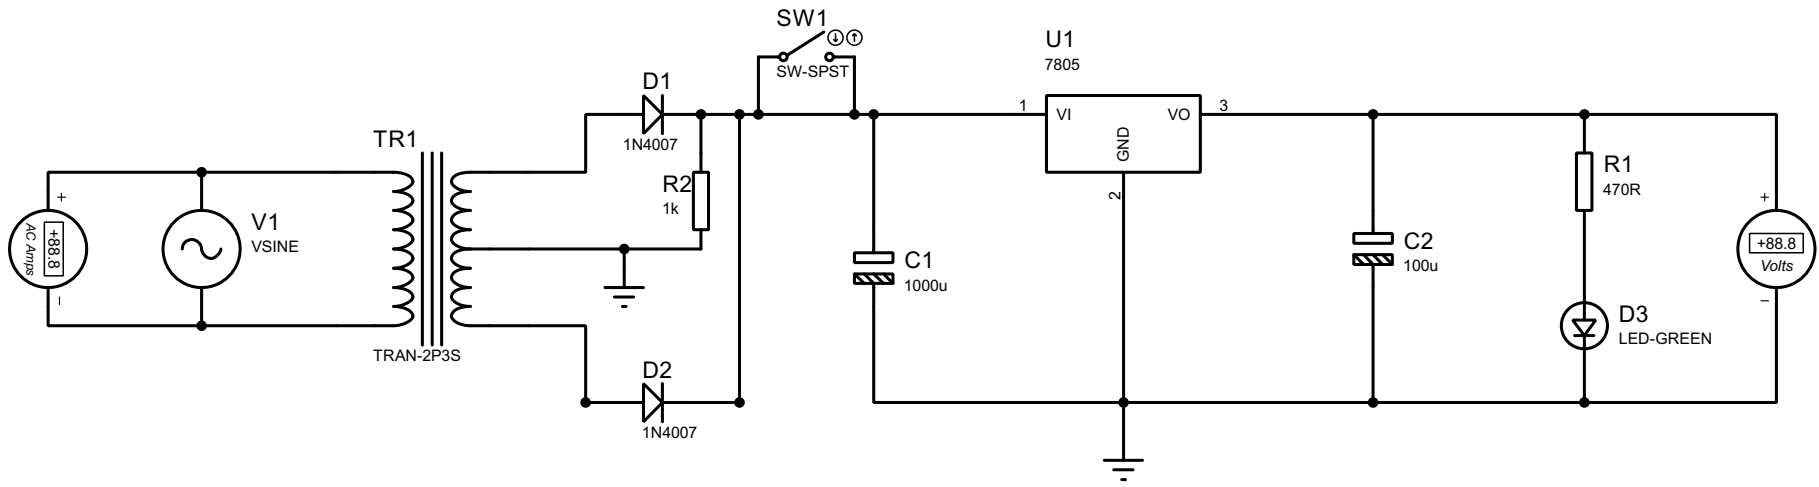 SW1
SW-SPST
U1
7805
D1
1N4007
1
VI
VO
3
GND
2
TR1
TRAN-2P3S
+
+88.8
AC Amps
–
V1
VSINE
R2
1k
D2
1N4007
C1
1000u
C2
100u
R1
470R
D3
LED-GREEN
+
+88.8
Volts
–